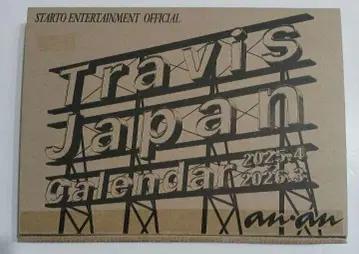 STARTO ENTERTAINMENT OFFICIAL
Travis
Japan
Calendar 2025.4
2026.3
an·an